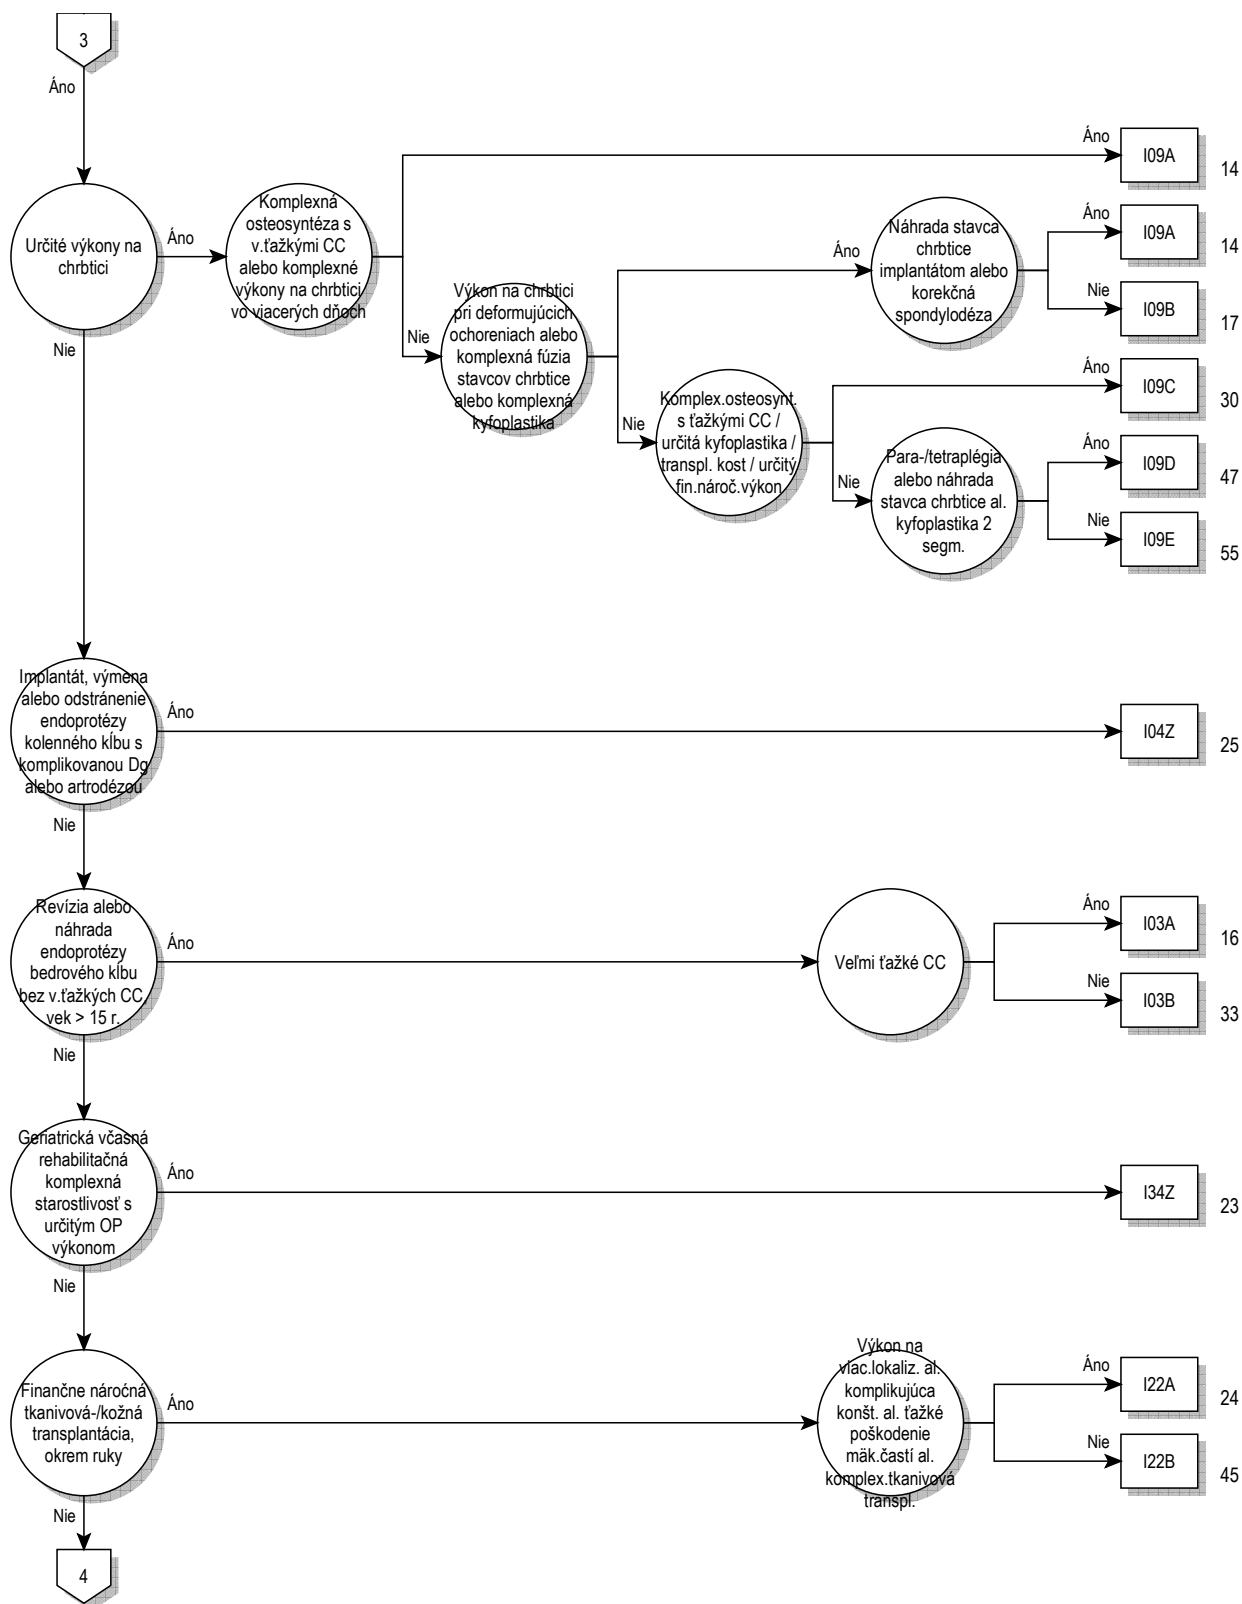 3
Áno
Určité výkony na
chrbtici
Áno
Nie
Komplexná
osteosyntéza s
v.ťažkými CC
alebo komplexné
výkony na chrbtici
vo viacerých dňoch
Áno
I09A
14
Nie
Výkon na chrbtici
pri deformujúcich
ochoreniach alebo
komplexná fúzia
stavcov chrbtice
alebo komplexná
kyfoplastika
Áno
Náhrada stavca
chrbtice
implantátom alebo
korekčná
spondylodéza
Áno
I09A
14
Nie
I09B
17
Nie
Komplex.osteosynt.
s ťažkými CC /
určitá kyfoplastika /
transpl. kost / určitý
fin.nároč.výkon
Áno
I09C
30
Nie
Para-/tetraplégia
alebo náhrada
stavca chrbtice al.
kyfoplastika 2
segm.
Áno
I09D
47
Nie
I09E
55
Implantát, výmena
alebo odstránenie
endoprotézy
kolenného kĺbu s
komplikovanou Dg
alebo artrodézou
Áno
I04Z
25
Nie
Revízia alebo
náhrada
endoprotézy
bedrového kĺbu
bez v.ťažkých CC,
vek > 15 r.
Áno
Veľmi ťažké CC
Áno
I03A
16
Nie
I03B
33
Nie
Geriatrická včasná
rehabilitačná
komplexná
starostlivosť s
určitým OP
výkonom
Áno
I34Z
23
Nie
Finančne náročná
tkanivová-/kožná
transplantácia,
okrem ruky
Áno
Výkon na
viac.lokaliz. al.
komplikujúca
konšt. al. ťažké
poškodenie
mäk.častí al.
komplex.tkanivová
transpl.
Áno
I22A
24
Nie
I22B
45
Nie
4